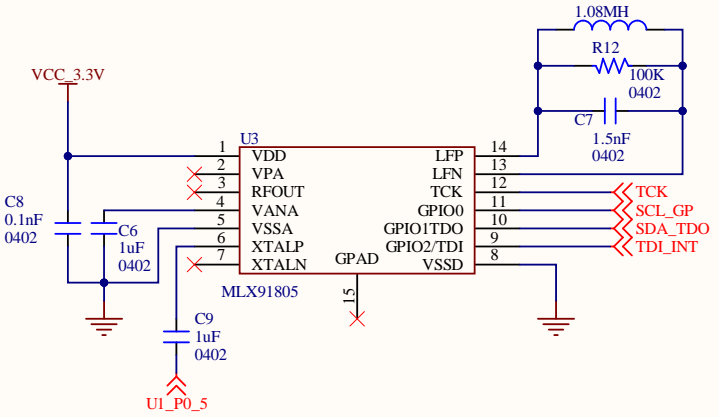 1.08MH
R12
100K
0402
C7
1.5nF
0402
VCC_3.3V
U3
1 VDD LFP 14
2 VPA LFN 13
3 RFOUT TCK 12 TCK
4 VANA GPIO0 11 SCL_GP
5 VSSA GPIO1TDO 10 SDA_TDO
6 XTALP GPIO2/TDI 9 TDI_INT
7 XTALN GPAD VSSD 8
15
MLX91805
C8
0.1nF
0402
C6
1uF
0402
C9
1uF
0402
U1_P0_5